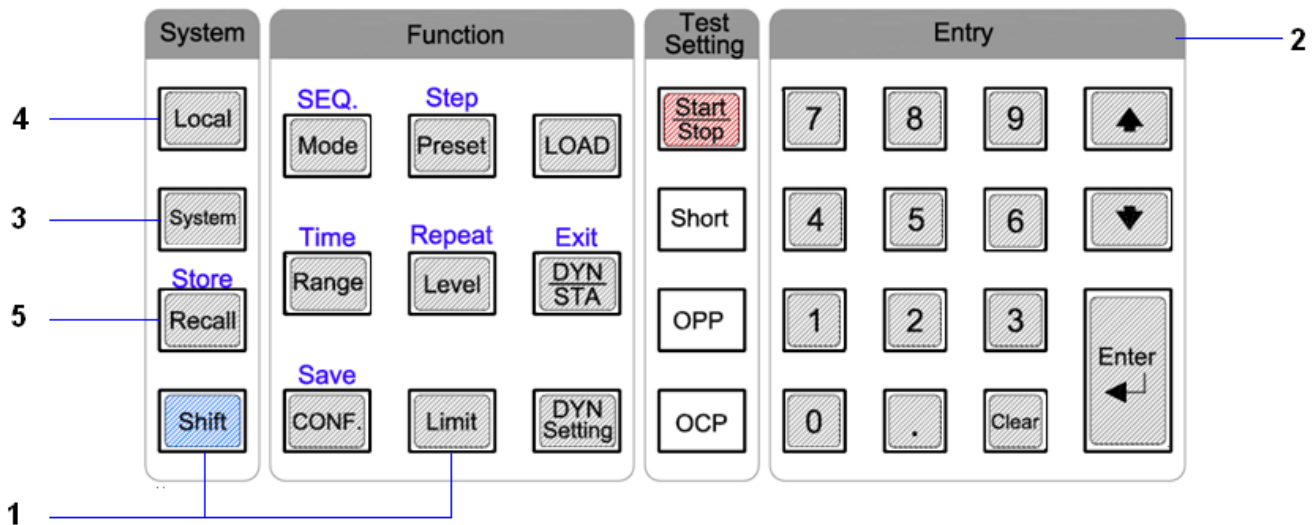 System
Function
Test
Setting
Entry
2
4
Local
SEQ.
Mode
Step
Preset
LOAD
Start
Stop
7
8
9
3
System
Time
Range
Repeat
Level
Exit
DYN
STA
Short
4
5
6
5
Store
Recall
OPP
1
2
3
Enter
Shift
Save
CONF.
Limit
DYN
Setting
OCP
0
.
Clear
1